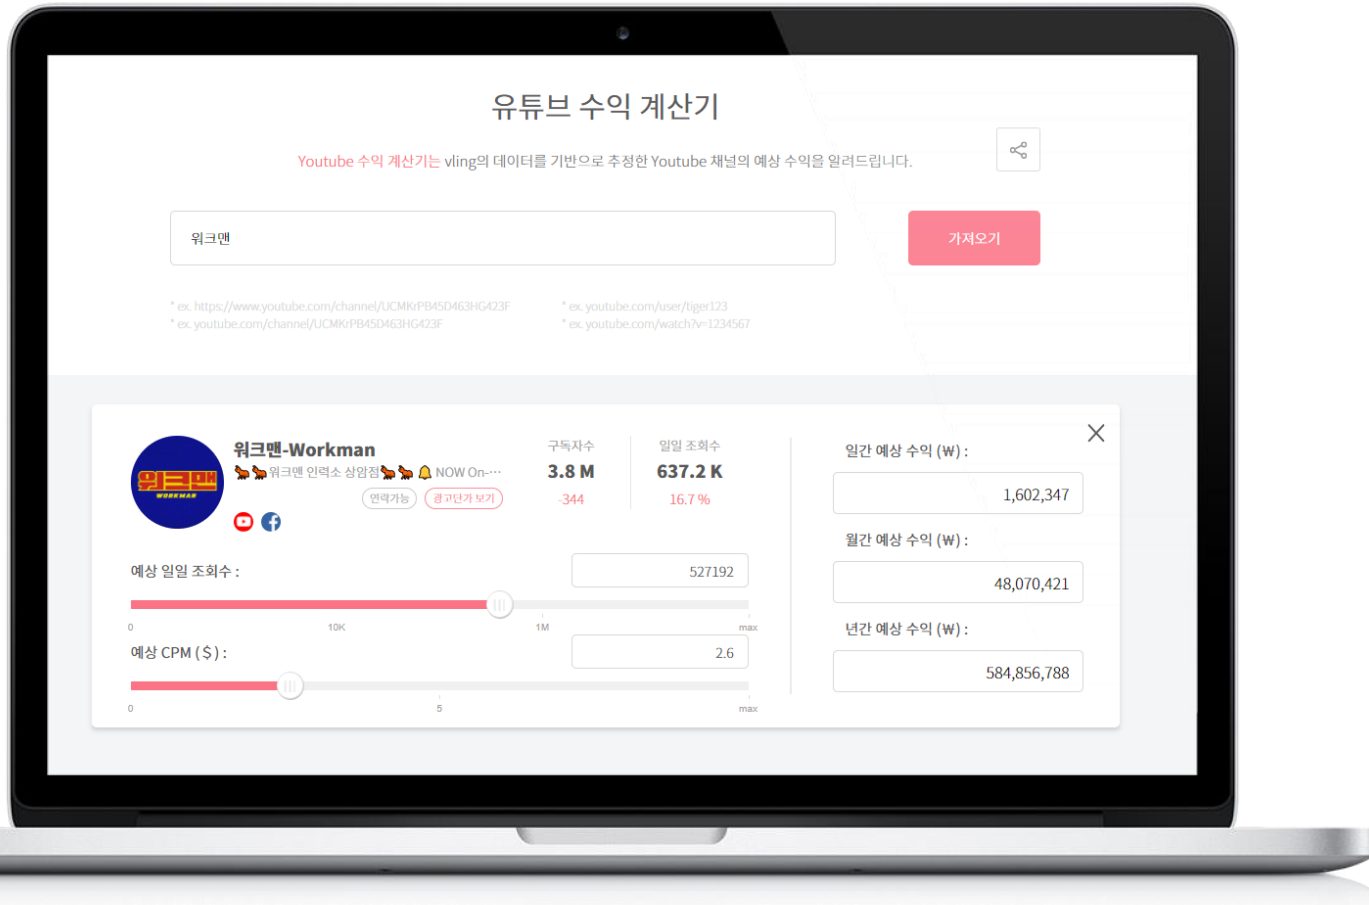 유튜브 수익 계산기
Youtube 수익 계산기는 vling의 데이터를 기반으로 추정한 Youtube 채널의 예상 수익을 알려드립니다.
워크맨
가져오기
* ex. https://www.youtube.com/channel/UCMKrPB45D463HG423F
* ex. youtube.com/user/tiger123
* ex. youtube.com/channel/UCMKrPB45D463HG423F
* ex. youtube.com/watch?v=1234567
워크맨
WORKMAN
워크맨-Workman
워크맨 인력소 상암점 NOW On-···
연락가능
광고단가 보기
구독자수
3.8 M
-344
일일 조회수
637.2 K
16.7 %
예상 일일 조회수 :
527192
0 10K 1M max
예상 CPM ( $ ) :
2.6
0 5 max
일간 예상 수익 (₩) :
1,602,347
월간 예상 수익 (₩) :
48,070,421
년간 예상 수익 (₩) :
584,856,788